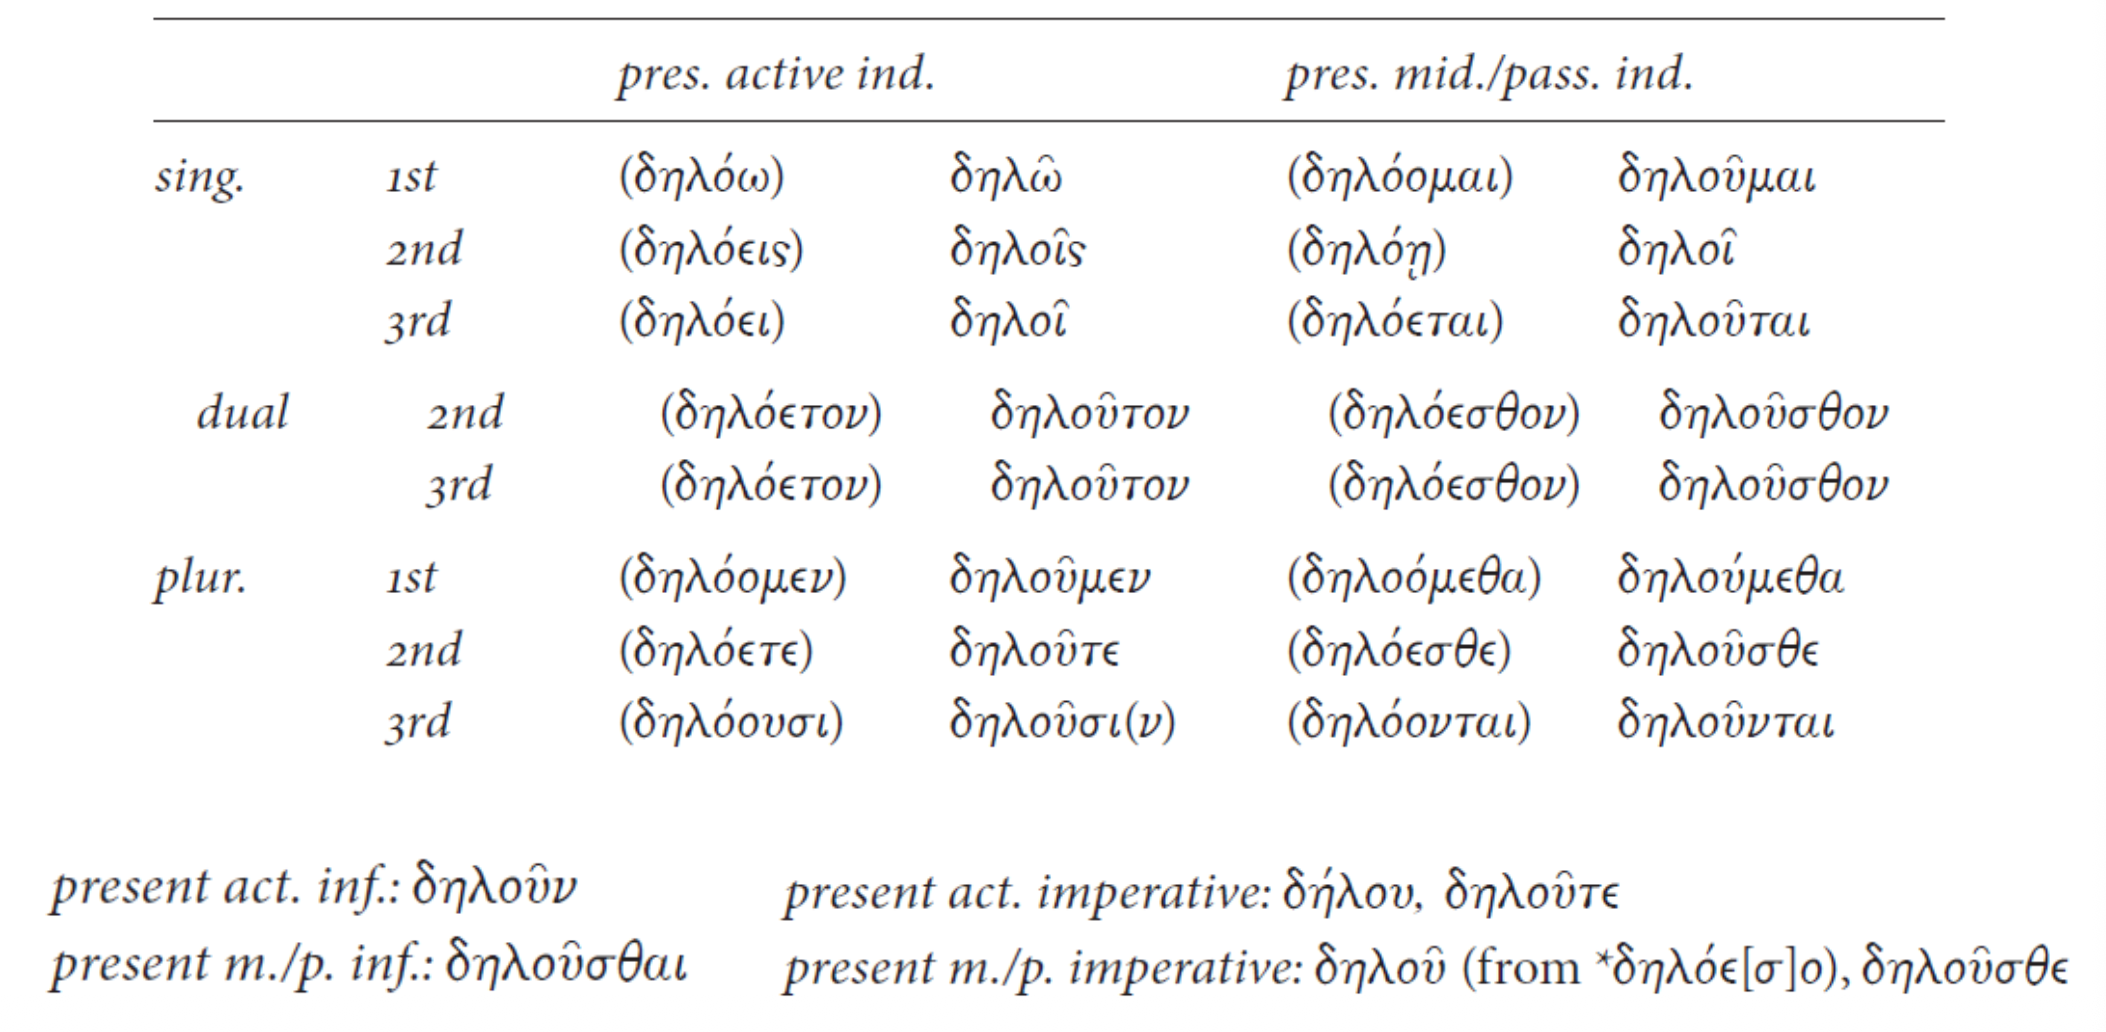 pres. active ind. pres. mid./pass. ind.
sing. 1st (δηλόω) δηλῶ (δηλόομαι) δηλοῦμαι
2nd (δηλόεις) δηλοῖς (δηλόῃ) δηλοῖ
3rd (δηλόει) δηλοῖ (δηλόεται) δηλοῦται
dual 2nd (δηλόετον) δηλοῦτον (δηλόεσθον) δηλοῦσθον
3rd (δηλόετον) δηλοῦτον (δηλόεσθον) δηλοῦσθον
plur. 1st (δηλόομεν) δηλοῦμεν (δηλοόμεθα) δηλούμεθα
2nd (δηλόετε) δηλοῦτε (δηλόεσθε) δηλοῦσθε
3rd (δηλόουσι) δηλοῦσι(ν) (δηλόονται) δηλοῦνται
present act. inf.: δηλοῦν present act. imperative: δήλου, δηλοῦτε
present m./p. inf.: δηλοῦσθαι present m./p. imperative: δηλοῦ (from *δηλόε[σ]ο), δηλοῦσθε